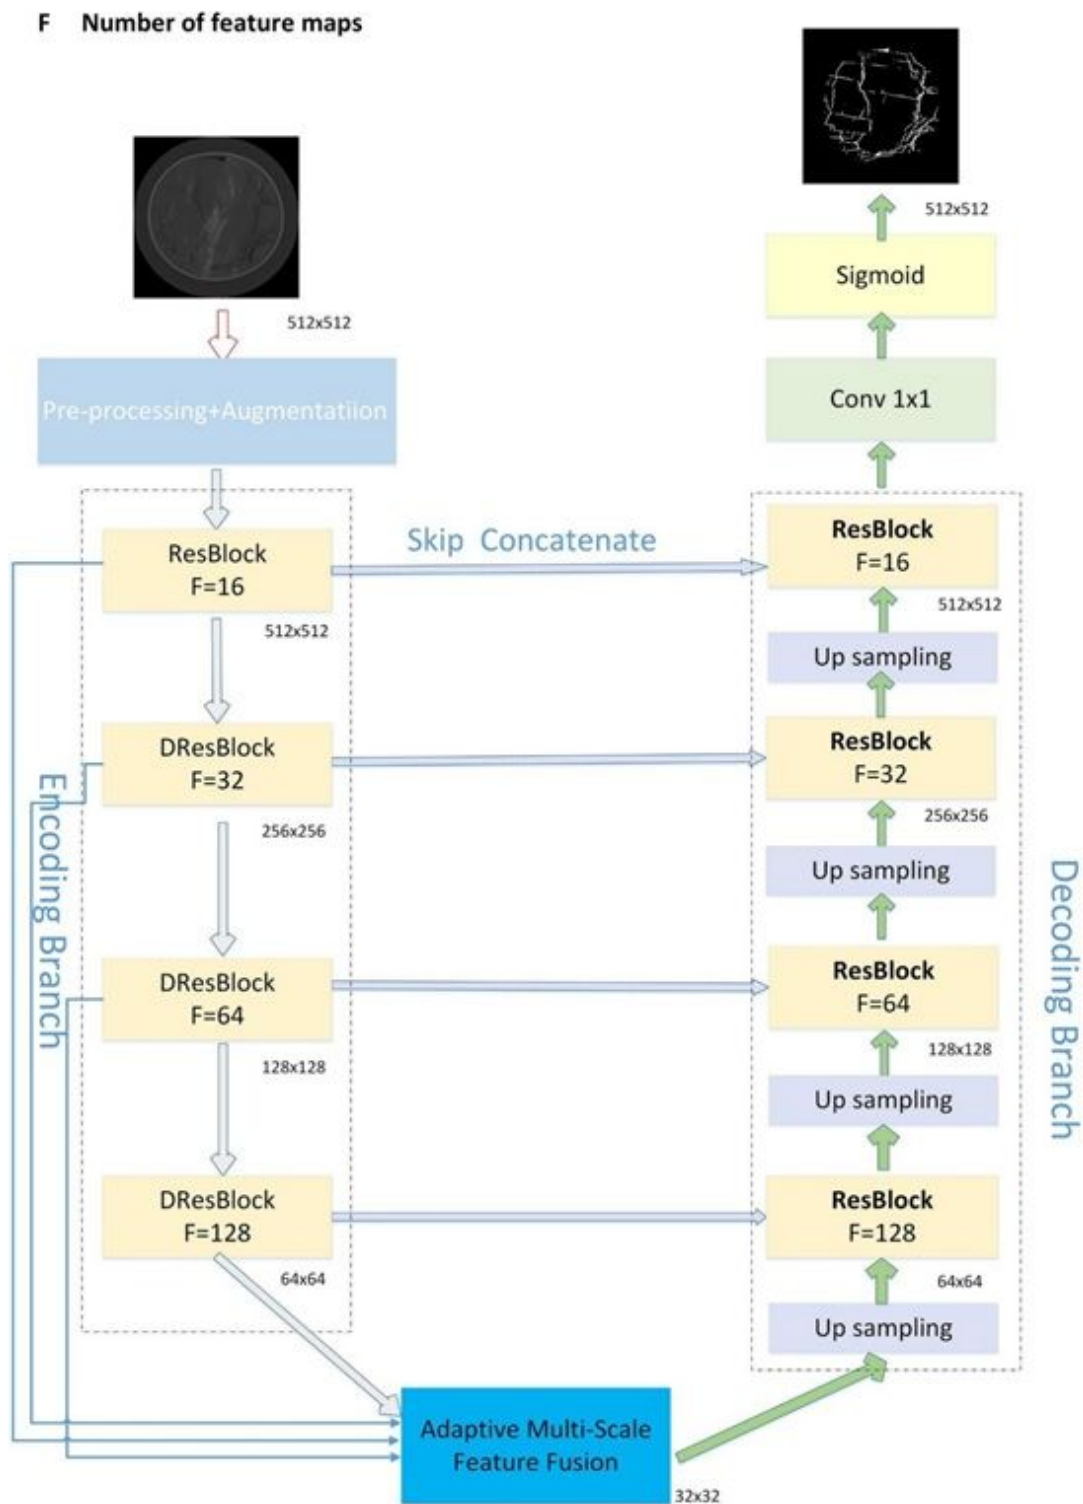 F Number of feature maps
512x512
Pre-processing+Augmentatiion
Encoding Branch
ResBlock
F=16
512x512
DResBlock
F=32
256x256
DResBlock
F=64
128x128
DResBlock
F=128
64x64
Skip Concatenate
Adaptive Multi-Scale
Feature Fusion
32x32
512x512
Sigmoid
Conv 1x1
ResBlock
F=16
512x512
Up sampling
ResBlock
F=32
256x256
Up sampling
ResBlock
F=64
128x128
Up sampling
ResBlock
F=128
64x64
Up sampling
Decoding Branch